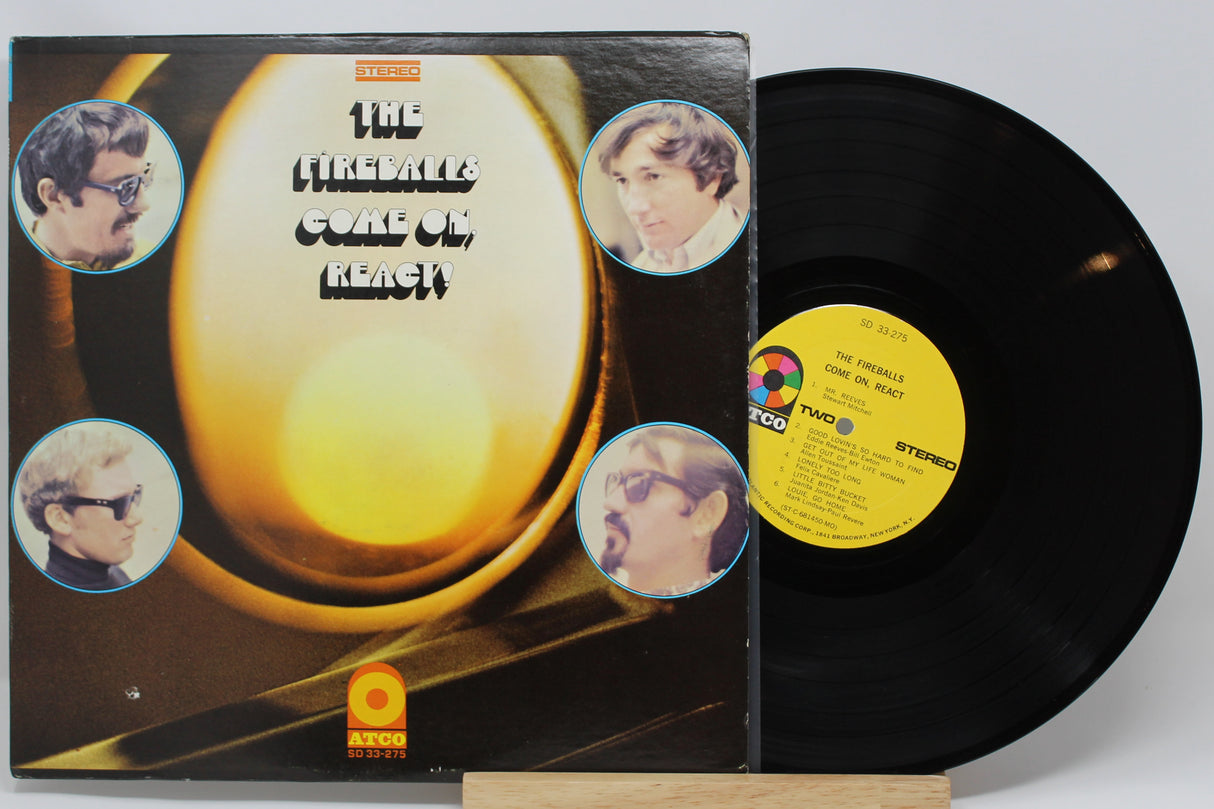 STEREO
THE
FIREBALLS
COME ON,
REACT!
ATCO
SD 33-275
SD 33-275
THE FIREBALLS
COME ON, REACT
1. MR. REEVES
Stewart Mitchell
TCO
TWO
STEREO
2. GOOD LOVIN'S SO HARD TO FIND
Eddie Reeves-Bill Ewton
3. GET OUT OF MY LIFE WOMAN
Allen Toussaint
4. LONELY TOO LONG
Felix Cavaliere
5. LITTLE BITTY BUCKET
Juanita Jordan-Ken Davis
6. LOUIE, GO HOME
Mark Lindsay-Paul Revere
(ST-C-681450-MO)
ANTIC RECORDING CORP., 1841 BROADWAY, NEW YORK, N.Y.